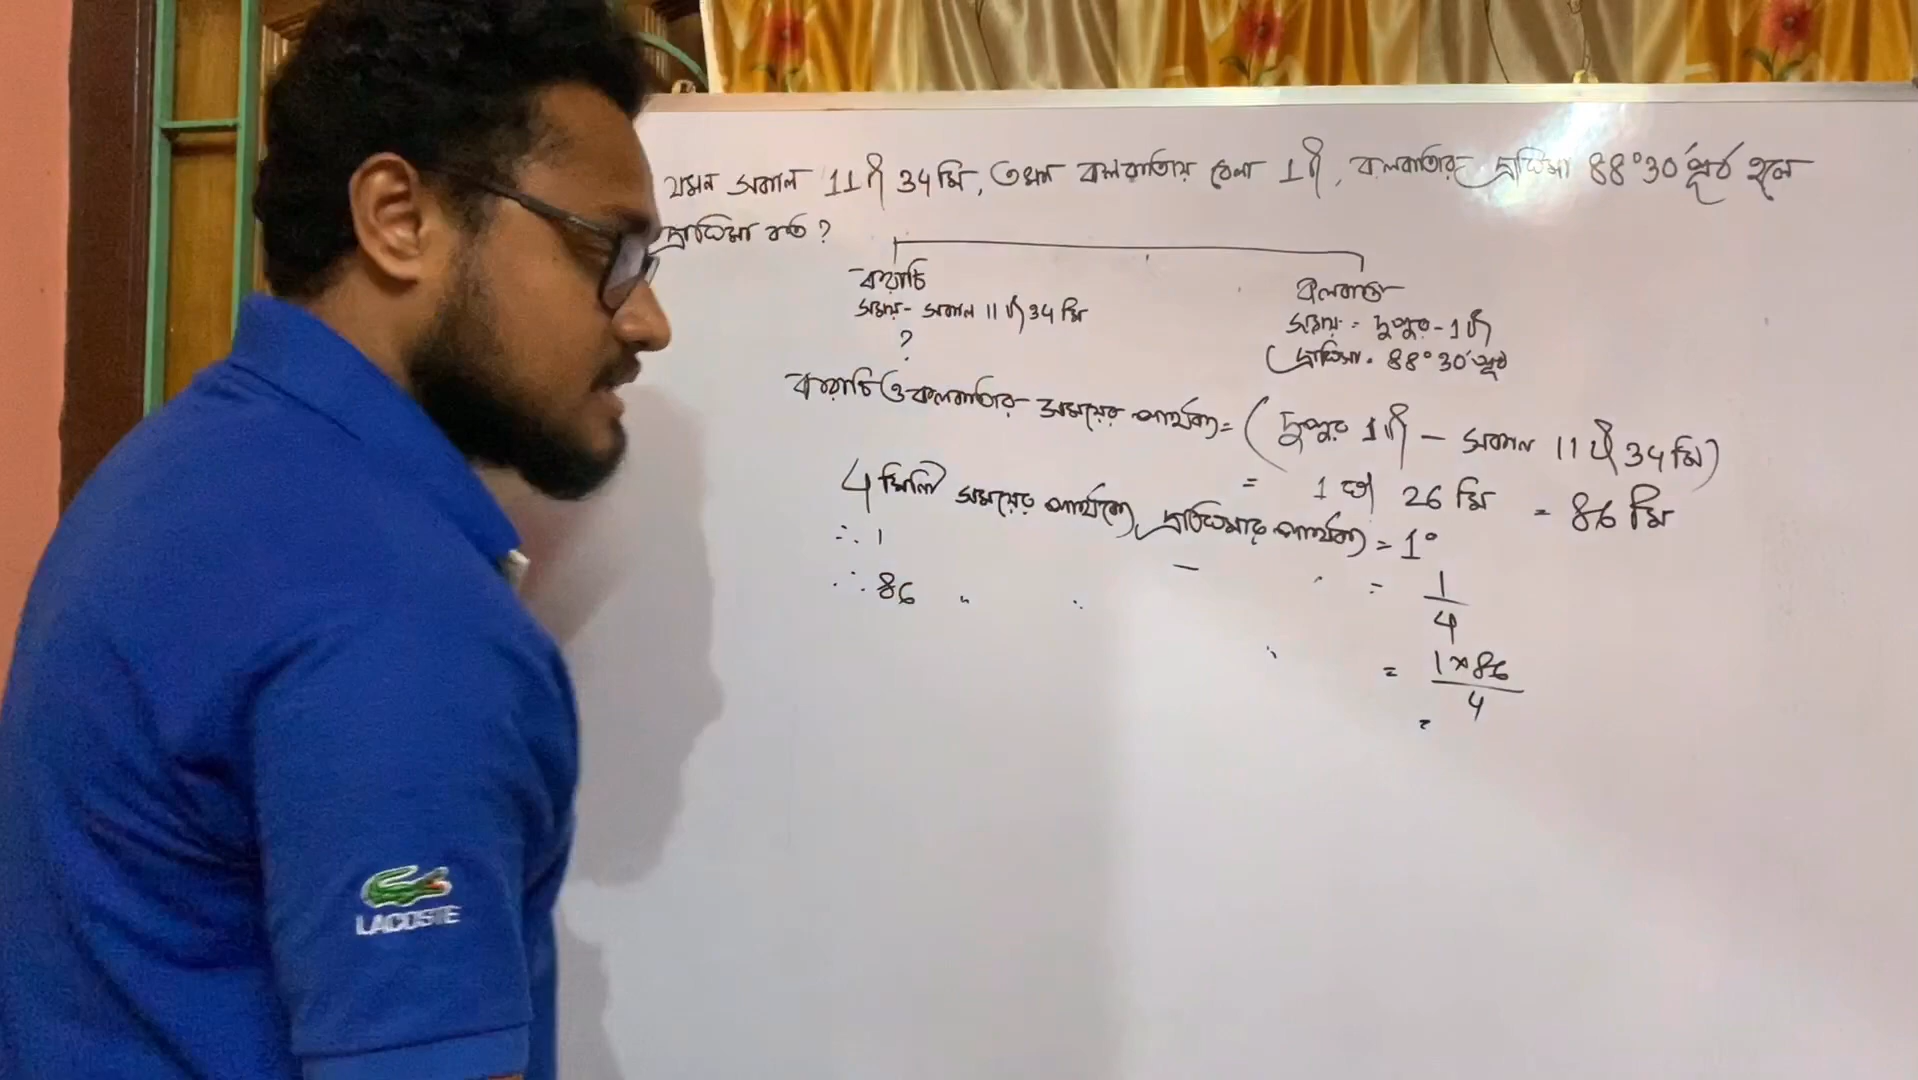 যখন সকাল 11টা 34মি, তখন কলকাতায় বেলা 1টা, কলকাতার দ্রাঘিমা 88°30′পূর্ব হলে
দ্রাঘিমা কত?
করাচি
সময়- সকাল 11টা 34 মি
?
কলকাতা
সময় = দুপুর - 1টা
দ্রাঘিমা = 88°30′পূর্ব
করাচি ও কলকাতার সময়ের পার্থক্য = (দুপুর 1টা - সকাল 11টা 34মি)
= 1 ঘণ্টা 26 মি = 86 মি
4 মিনিট সময়ের পার্থক্যে দ্রাঘিমার পার্থক্য = 1°
∴ 1 " " = 1/4
∴ 86 " " " = 1×86/4
=
LACOSTE